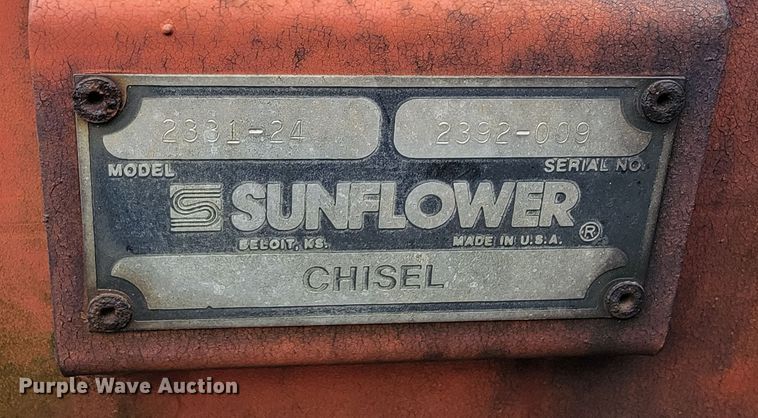 2331-24 2392-009
MODEL SERIAL NO.
SUNFLOWER ®
BELOIT, KS. MADE IN U.S.A.
CHISEL
Purple Wave Auction